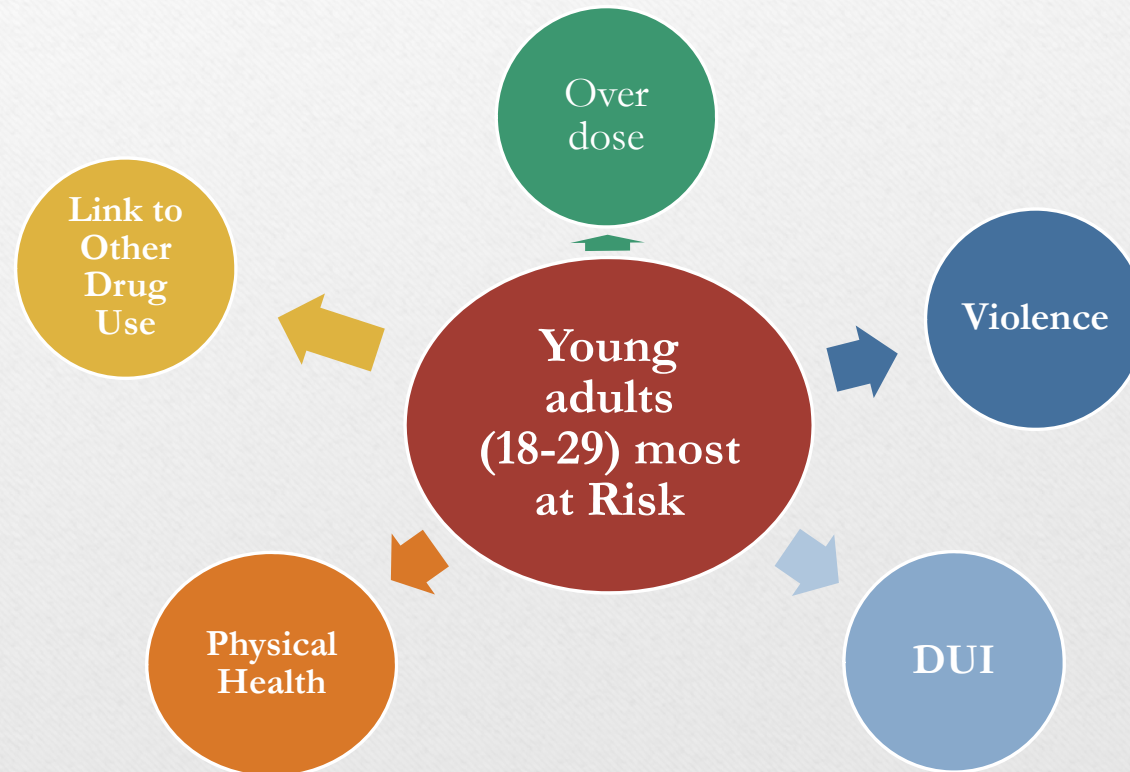 Over
dose
Link to
Other
Drug
Use
Violence
Young
adults
(18-29) most
at Risk
Physical
Health
DUI